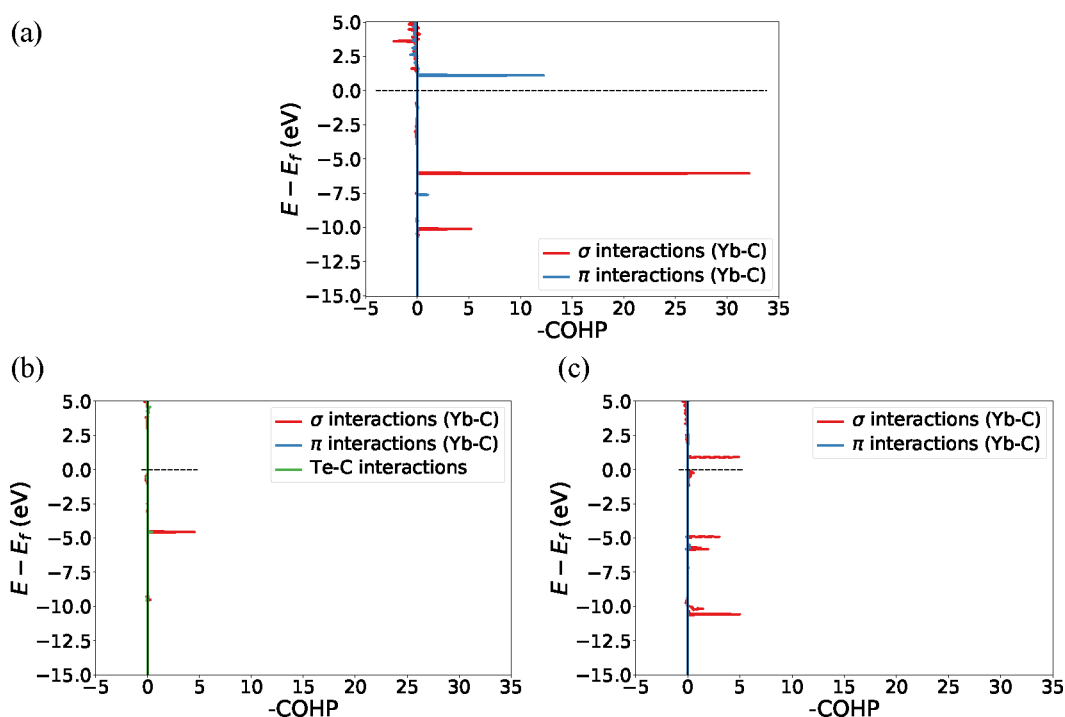 (a)
5.0
2.5
0.0
−2.5
−5.0
−7.5
−10.0
−12.5
−15.0
E − E_f (eV)
σ interactions (Yb-C)
π interactions (Yb-C)
−5 0 5 10 15 20 25 30 35
-COHP
(b)
5.0
2.5
0.0
−2.5
−5.0
−7.5
−10.0
−12.5
−15.0
E − E_f (eV)
σ interactions (Yb-C)
π interactions (Yb-C)
Te-C interactions
−5 0 5 10 15 20 25 30 35
-COHP
(c)
5.0
2.5
0.0
−2.5
−5.0
−7.5
−10.0
−12.5
−15.0
E − E_f (eV)
σ interactions (Yb-C)
π interactions (Yb-C)
−5 0 5 10 15 20 25 30 35
-COHP